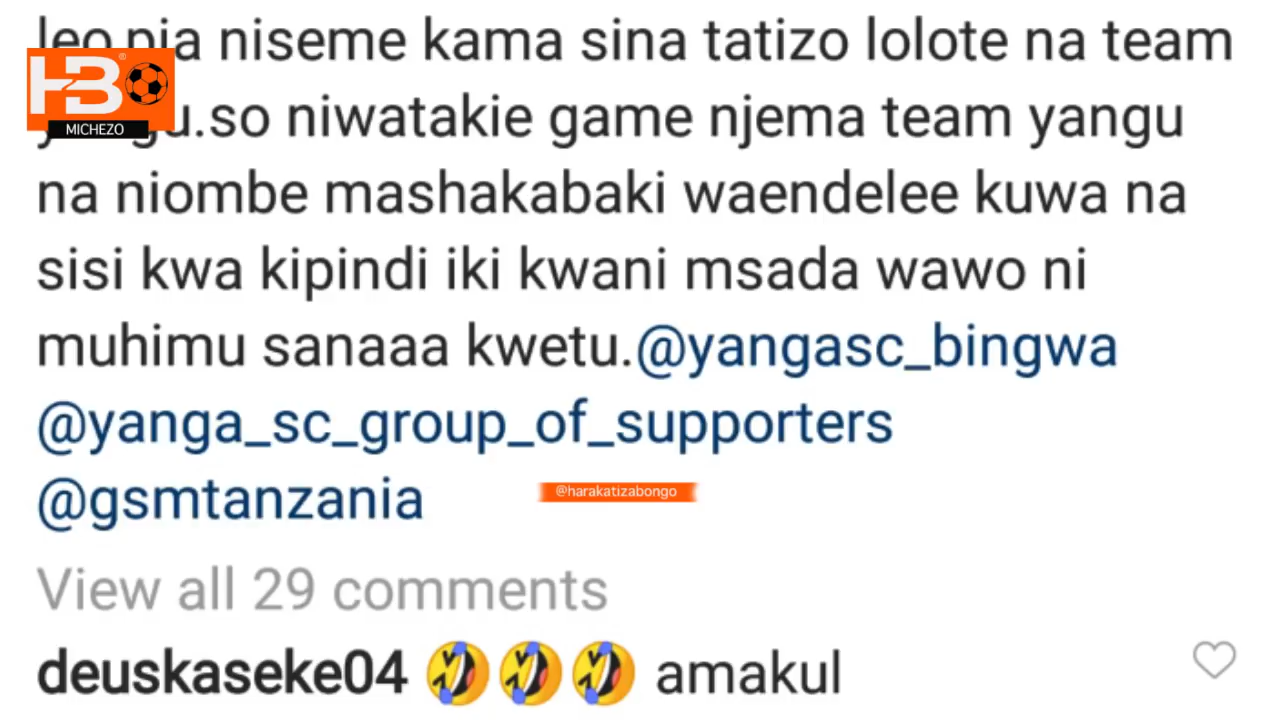 leo pia niseme kama sina tatizo lolote na team
HB
MICHEZO
yangu.so niwatakie game njema team yangu
na niombe mashakabaki waendelee kuwa na
sisi kwa kipindi iki kwani msada wawo ni
muhimu sanaaa kwetu.@yangasc_bingwa
@yanga_sc_group_of_supporters
@gsmtanzania
@harakatizabongo
View all 29 comments
deuskaseke04 🤣🤣🤣 amakul